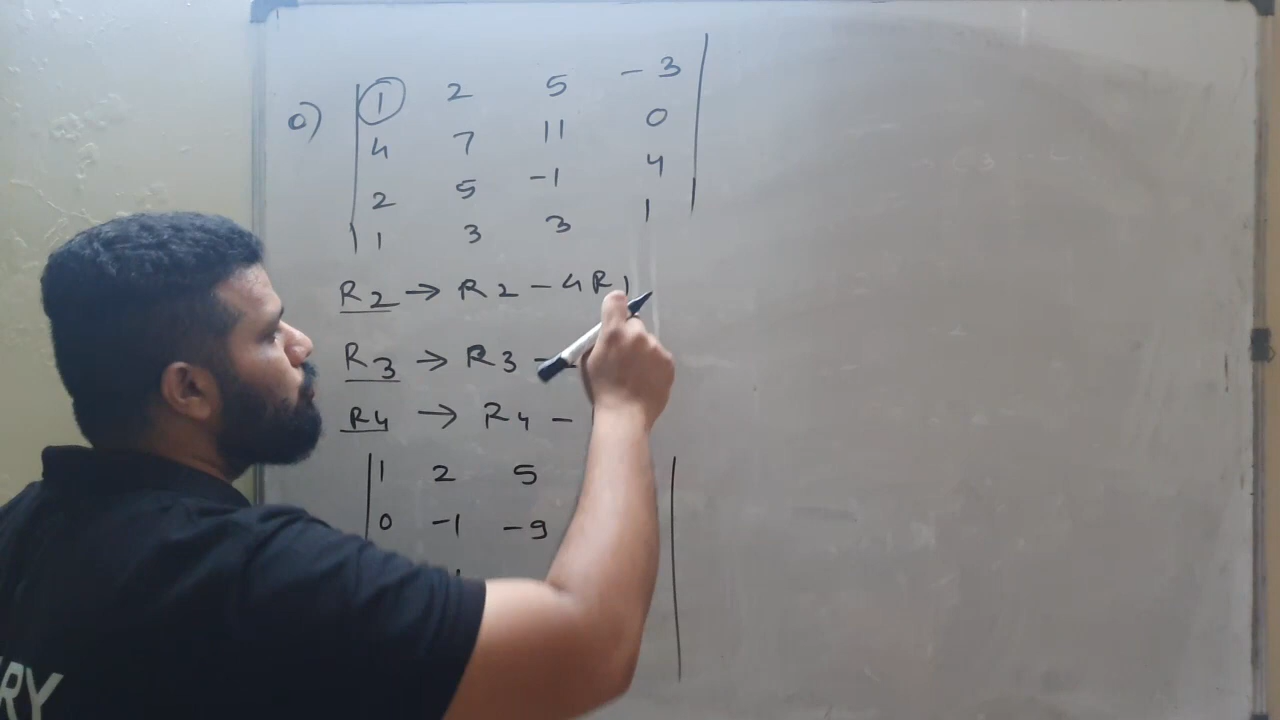 0) | 1 2 5 -3 |
4 7 11 0
2 5 -1 4
1 3 3 1
R2 → R2 - 4R1
R3 → R3 -
R4 → R4 -
| 1 2 5 |
0 -1 -9
RY